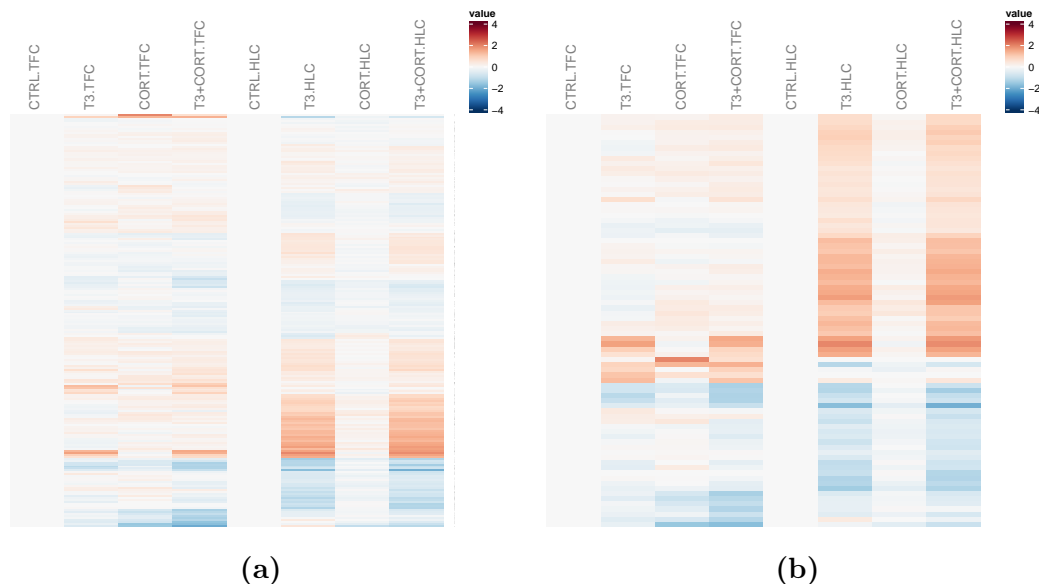 value
4
2
0
−2
−4
CTRL.TFC
T3.TFC
CORT.TFC
T3+CORT.TFC
CTRL.HLC
T3.HLC
CORT.HLC
T3+CORT.HLC
(a)
value
4
2
0
−2
−4
CTRL.TFC
T3.TFC
CORT.TFC
T3+CORT.TFC
CTRL.HLC
T3.HLC
CORT.HLC
T3+CORT.HLC
(b)